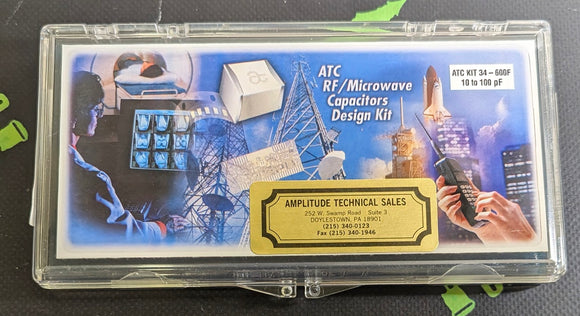 ATC
RF/Microwave
Capacitors
Design Kit
ATC KIT 34 – 600F
10 to 100 pF
AMPLITUDE TECHNICAL SALES
252 W. Swamp Road Suite 3
DOYLESTOWN, PA 18901
(215) 340-0123
Fax (215) 340-1946